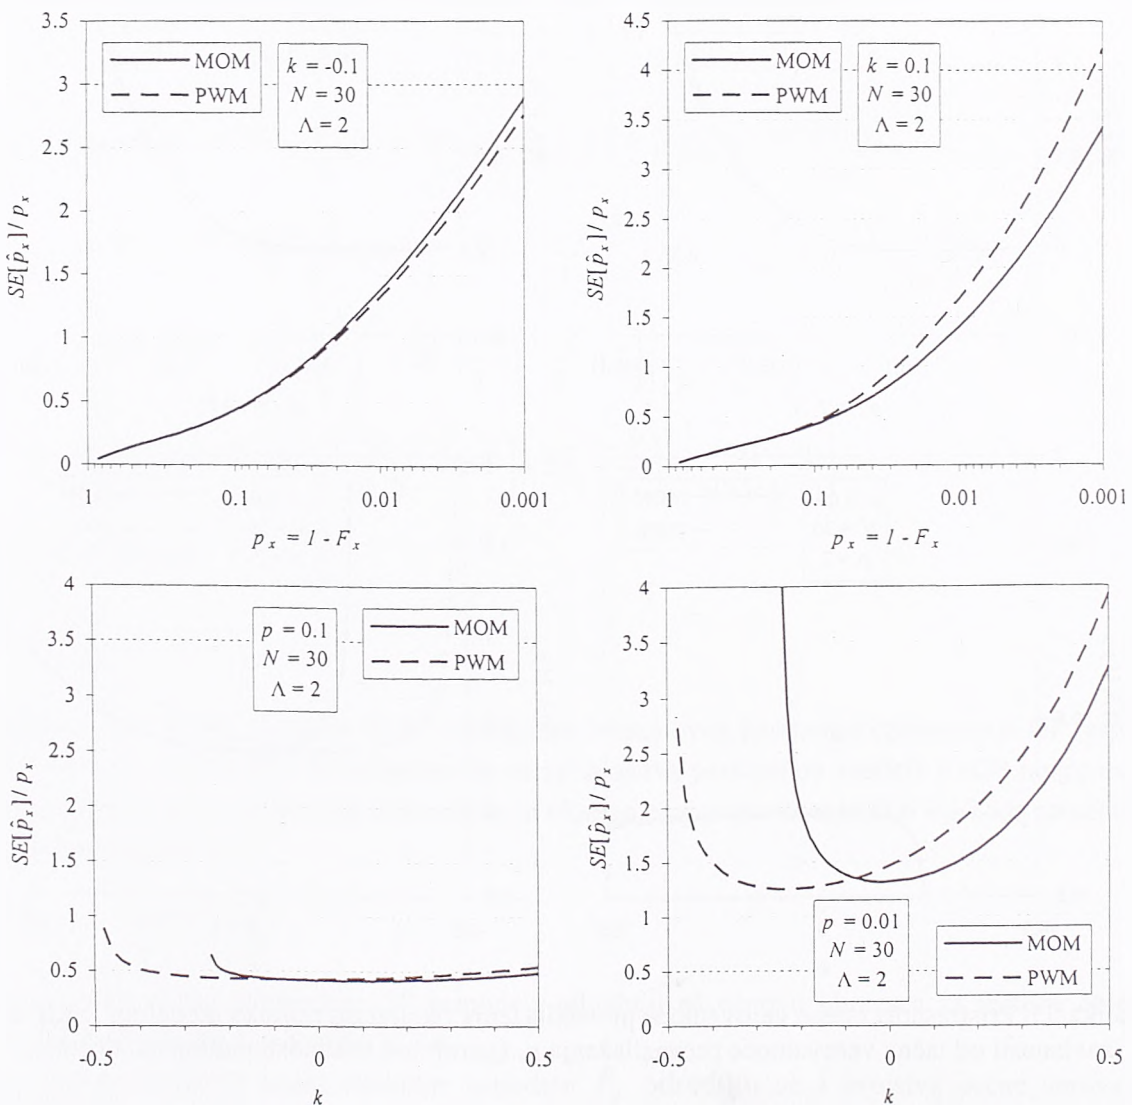 3.5
3
2.5
2
1.5
1
0.5
0
SE[p̂x]/px
MOM
PWM
k = -0.1
N = 30
Λ = 2
1
0.1
0.01
0.001
px = 1 - Fx
4.5
4
3.5
3
2.5
2
1.5
1
0.5
0
SE[p̂x]/px
MOM
PWM
k = 0.1
N = 30
Λ = 2
1
0.1
0.01
0.001
px = 1 - Fx
4
3.5
3
2.5
2
1.5
1
0.5
0
SE[p̂x]/px
p = 0.1
N = 30
Λ = 2
MOM
PWM
-0.5
0
0.5
k
4
3.5
3
2.5
2
1.5
1
0.5
0
SE[p̂x]/px
p = 0.01
N = 30
Λ = 2
MOM
PWM
-0.5
0
0.5
k